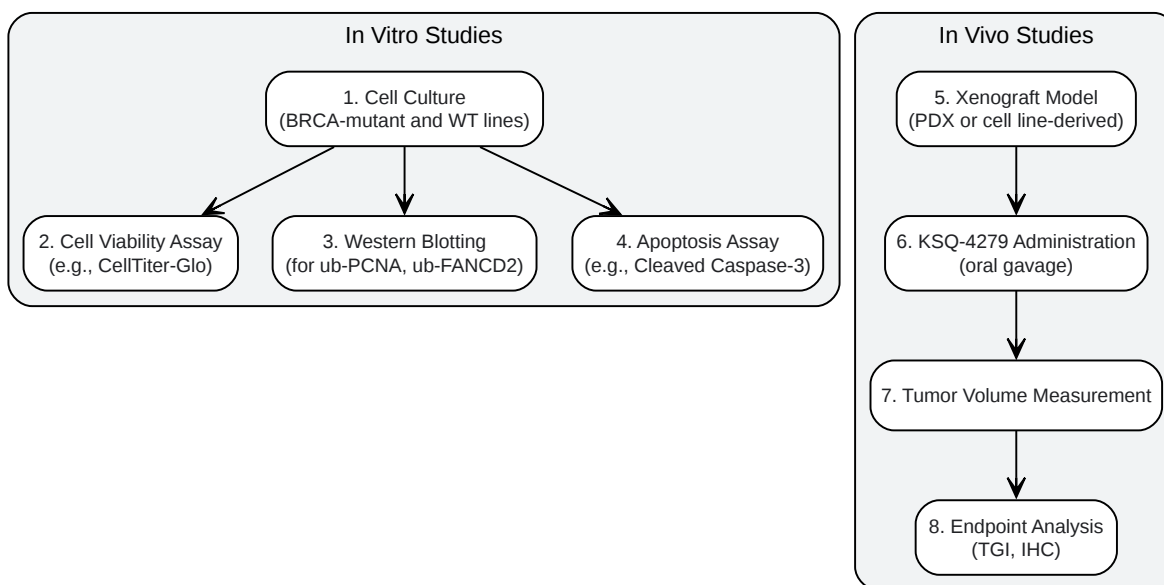 In Vitro Studies
1. Cell Culture
(BRCA-mutant and WT lines)
2. Cell Viability Assay
(e.g., CellTiter-Glo)
3. Western Blotting
(for ub-PCNA, ub-FANCD2)
4. Apoptosis Assay
(e.g., Cleaved Caspase-3)
In Vivo Studies
5. Xenograft Model
(PDX or cell line-derived)
6. KSQ-4279 Administration
(oral gavage)
7. Tumor Volume Measurement
8. Endpoint Analysis
(TGI, IHC)